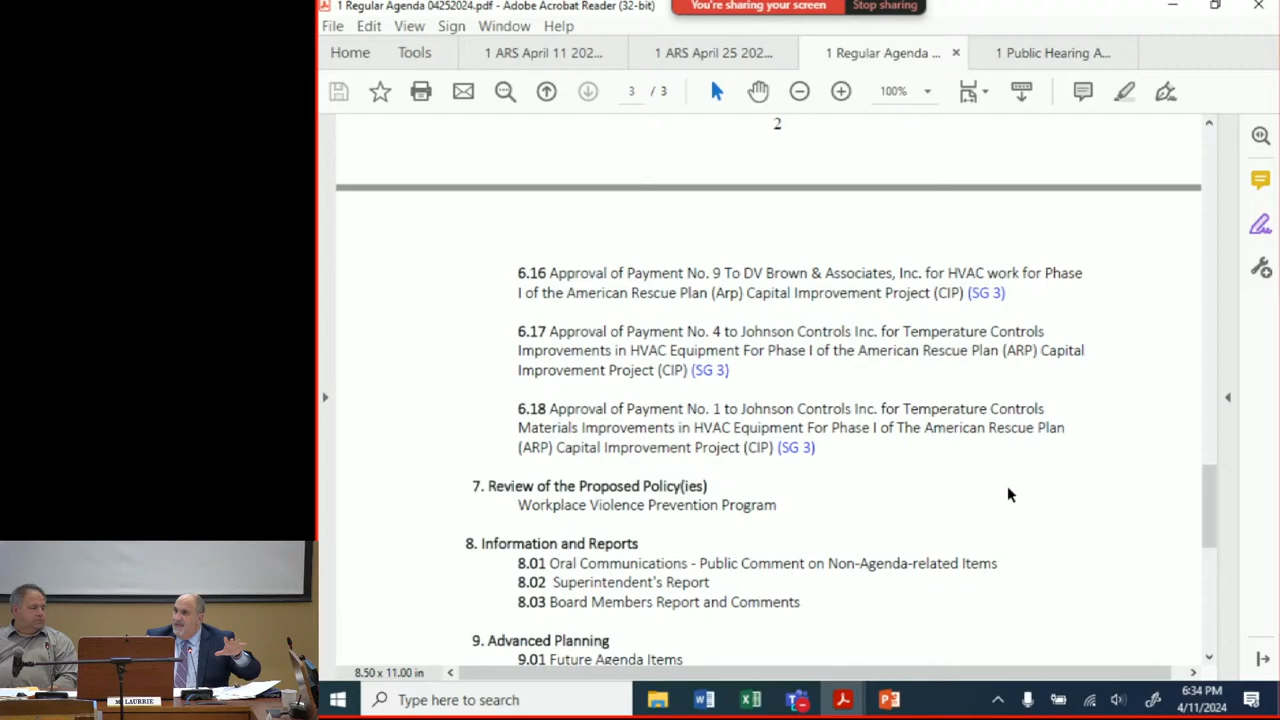 1 Regular Agenda 04252024.pdf - Adobe Acrobat Reader (32-bit)
You're sharing your screen
Stop sharing
File Edit View Sign Window Help
Home Tools 1 ARS April 11 202... 1 ARS April 25 202... 1 Regular Agenda ... × 1 Public Hearing A...
3 / 3 100%
2
6.16 Approval of Payment No. 9 To DV Brown & Associates, Inc. for HVAC work for Phase
I of the American Rescue Plan (Arp) Capital Improvement Project (CIP) (SG 3)
6.17 Approval of Payment No. 4 to Johnson Controls Inc. for Temperature Controls
Improvements in HVAC Equipment For Phase I of the American Rescue Plan (ARP) Capital
Improvement Project (CIP) (SG 3)
6.18 Approval of Payment No. 1 to Johnson Controls Inc. for Temperature Controls
Materials Improvements in HVAC Equipment For Phase I of The American Rescue Plan
(ARP) Capital Improvement Project (CIP) (SG 3)
7. Review of the Proposed Policy(ies)
Workplace Violence Prevention Program
8. Information and Reports
8.01 Oral Communications - Public Comment on Non-Agenda-related Items
8.02 Superintendent's Report
8.03 Board Members Report and Comments
9. Advanced Planning
9.01 Future Agenda Items
8.50 x 11.00 in
M. LAURRIE
Type here to search
6:34 PM
4/11/2024